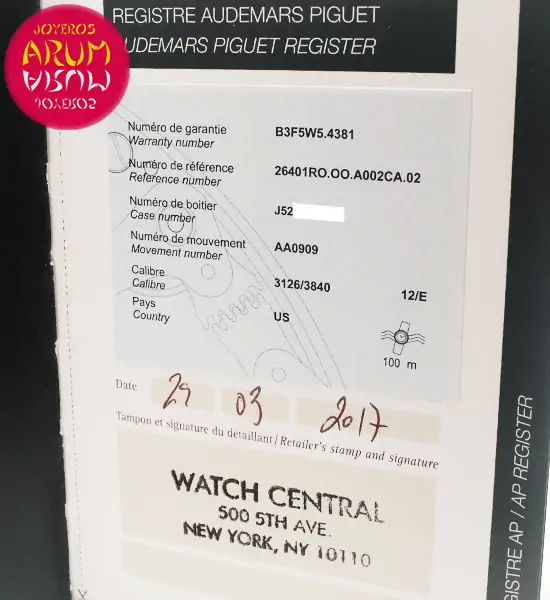 REGISTRE AUDEMARS PIGUET
AUDEMARS PIGUET REGISTER
JOYEROS
ARUM
ARUM
JOYEROS
Numéro de garantie B3F5W5.4381
Warranty number
Numéro de référence 26401RO.OO.A002CA.02
Reference number
Numéro de boitier J52
Case number
Numéro de mouvement AA0909
Movement number
Calibre 3126/3840 12/E
Calibre
Pays US
Country
100 m
Date 29 03 2017
Tampon et signature du détaillant / Retailer's stamp and signature
WATCH CENTRAL
500 5TH AVE.
NEW YORK, NY 10110
GISTRE AP / AP REGISTER